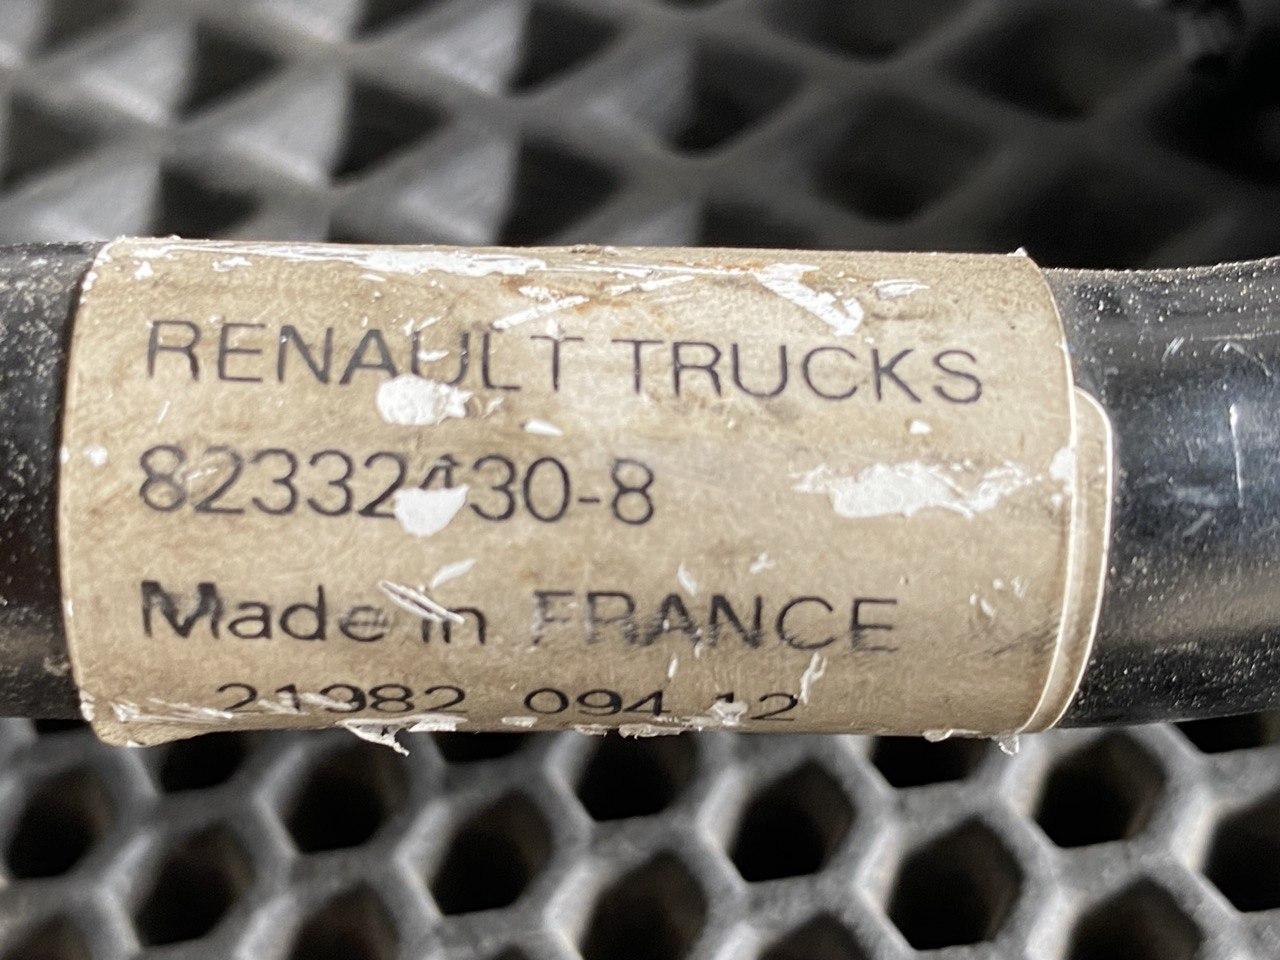 RENAULT TRUCKS
82332430-8
Made in FRANCE
21982 094 12